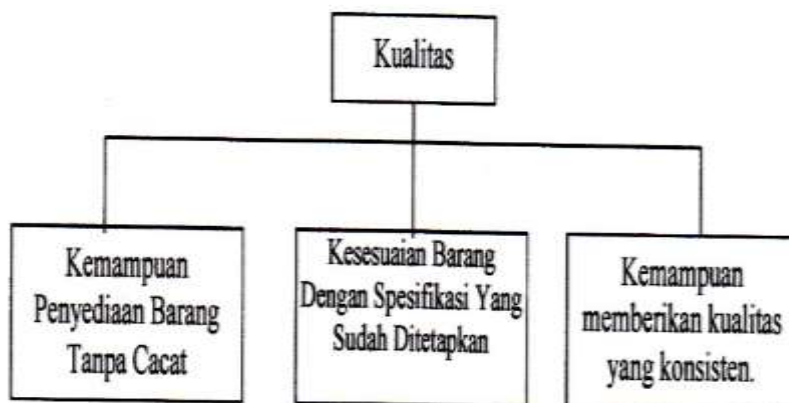 Kualitas
Kemampuan
Penyediaan Barang
Tanpa Cacat
Kesesuaian Barang
Dengan Spesifikasi Yang
Sudah Ditetapkan
Kemampuan
memberikan kualitas
yang konsisten.